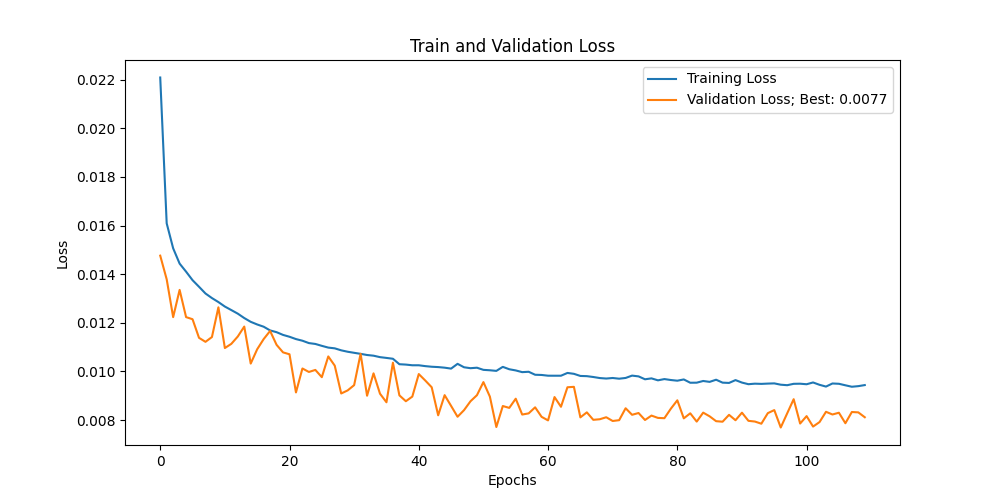 Train and Validation Loss
Training Loss
Validation Loss; Best: 0.0077
0.022
0.020
0.018
0.016
0.014
0.012
0.010
0.008
Loss
0 20 40 60 80 100
Epochs